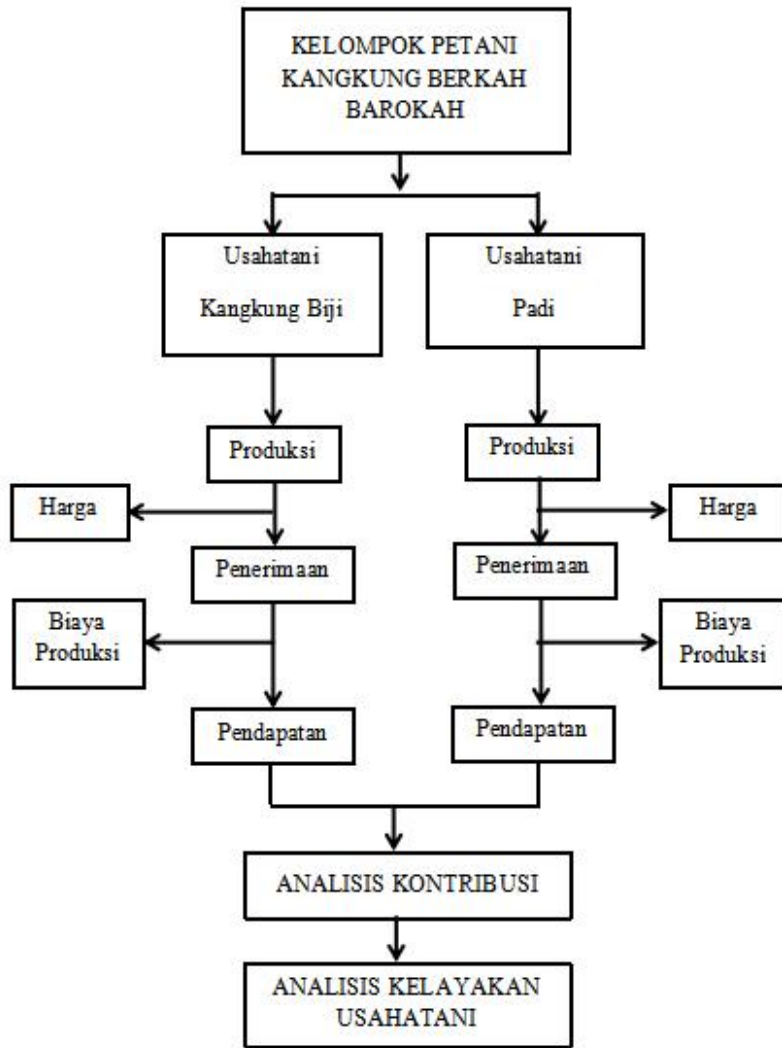 KELOMPOK PETANI
KANGKUNG BERKAH
BAROKAH
Usahatani
Kangkung Biji
Usahatani
Padi
Produksi
Produksi
Harga
Harga
Penerimaan
Penerimaan
Biaya
Produksi
Biaya
Produksi
Pendapatan
Pendapatan
ANALISIS KONTRIBUSI
ANALISIS KELAYAKAN
USAHATANI